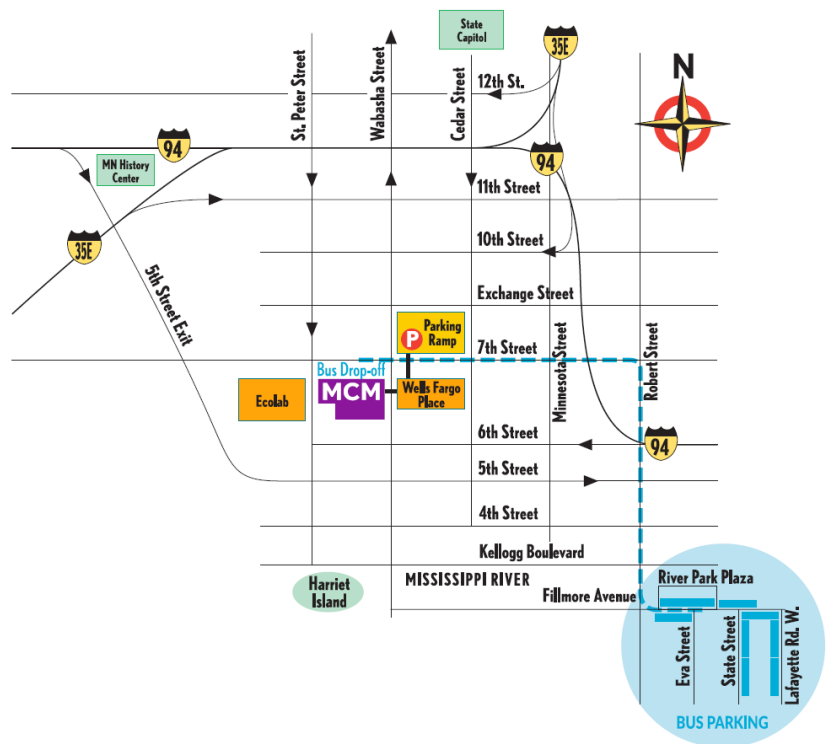 State
Capitol
35E
N
12th St.
St. Peter Street
Wabasha Street
Cedar Street
94
MN History
Center
94
11th Street
35E
10th Street
5th Street Exit
Exchange Street
P
Parking
Ramp
7th Street
Minnesota Street
Robert Street
Bus Drop-off
MCM
Wells Fargo
Place
Ecolab
6th Street
94
5th Street
4th Street
Kellogg Boulevard
Harriet
Island
MISSISSIPPI RIVER
River Park Plaza
Fillmore Avenue
Eva Street
State Street
Lafayette Rd. W.
BUS PARKING